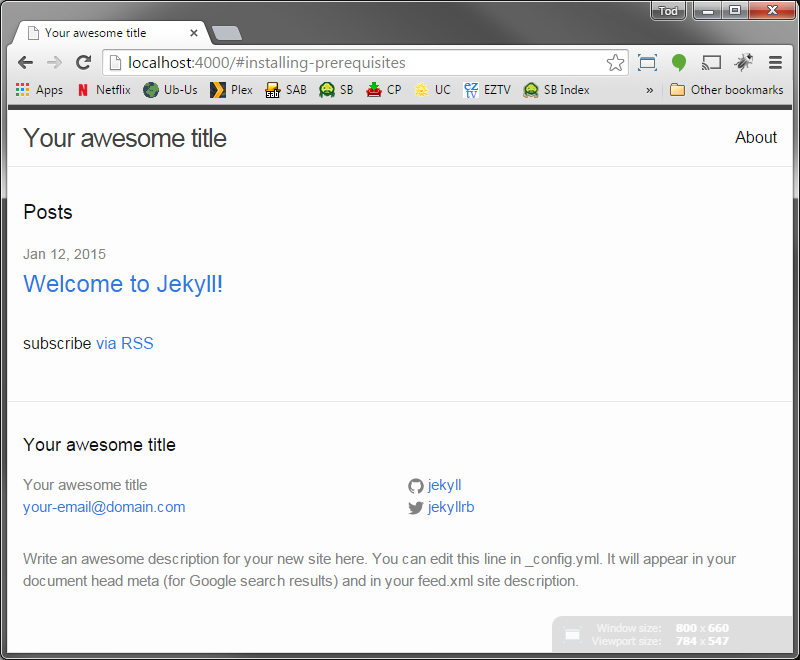 Tod
Your awesome title
localhost:4000/#installing-prerequisites
Apps Netflix Ub-Us Plex SAB SB CP UC EZTV SB Index » Other bookmarks
Your awesome title About
Posts
Jan 12, 2015
Welcome to Jekyll!
subscribe via RSS
Your awesome title
Your awesome title jekyll
your-email@domain.com jekyllrb
Write an awesome description for your new site here. You can edit this line in _config.yml. It will appear in
document head meta (for Google search results) and in your feed.xml site description.
Window size: 800 x 660
Viewport size: 784 x 547